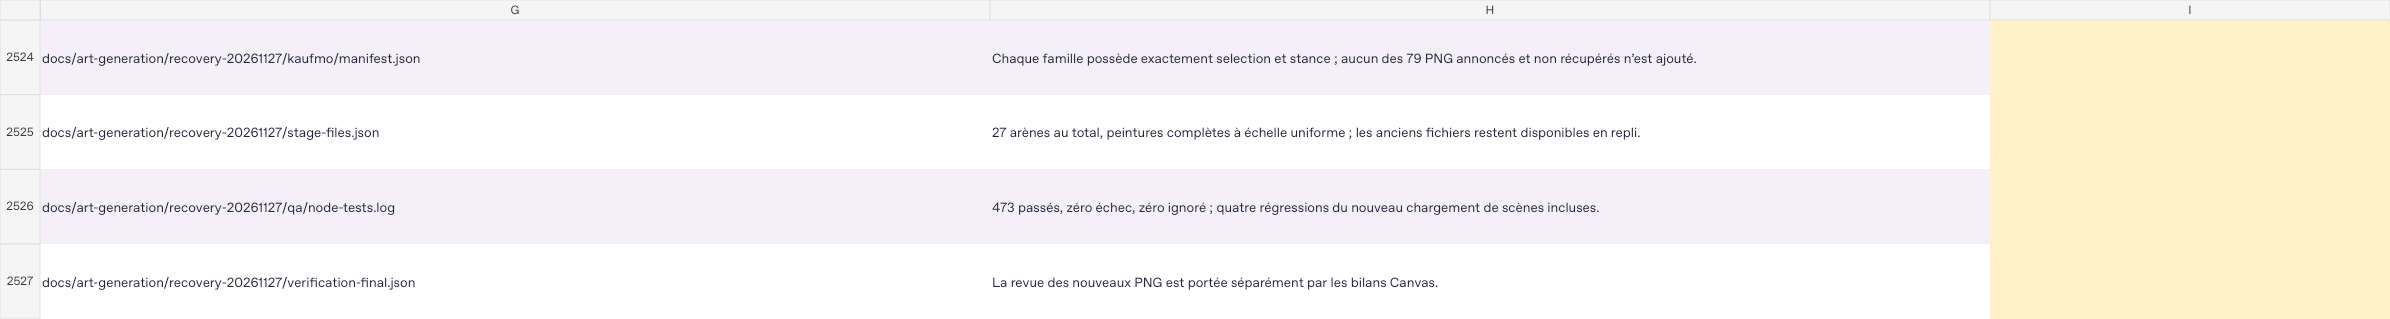 G H I
2524 docs/art-generation/recovery-20261127/kaufmo/manifest.json Chaque famille possède exactement selection et stance ; aucun des 79 PNG annoncés et non récupérés n’est ajouté.
2525 docs/art-generation/recovery-20261127/stage-files.json 27 arènes au total, peintures complètes à échelle uniforme ; les anciens fichiers restent disponibles en repli.
2526 docs/art-generation/recovery-20261127/qa/node-tests.log 473 passés, zéro échec, zéro ignoré ; quatre régressions du nouveau chargement de scènes incluses.
2527 docs/art-generation/recovery-20261127/verification-final.json La revue des nouveaux PNG est portée séparément par les bilans Canvas.